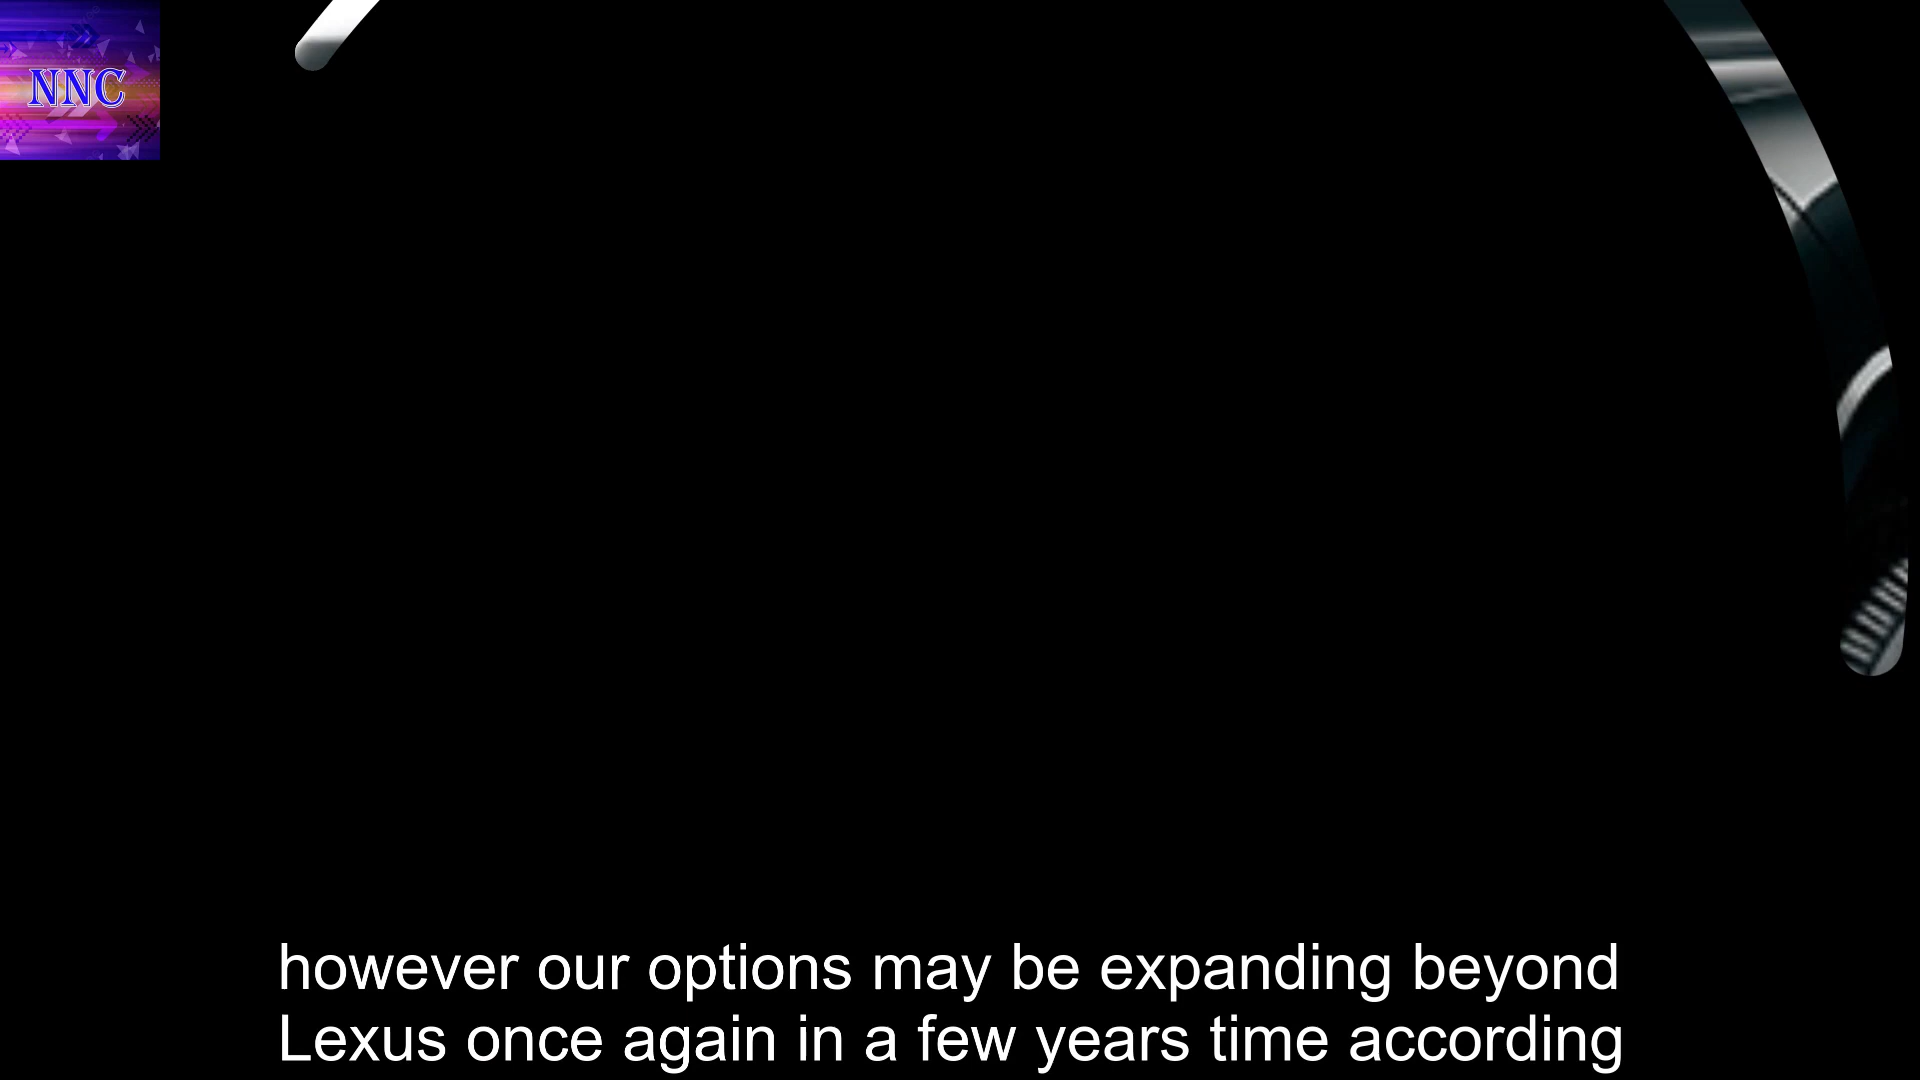 NNC
however our options may be expanding beyond
Lexus once again in a few years time according